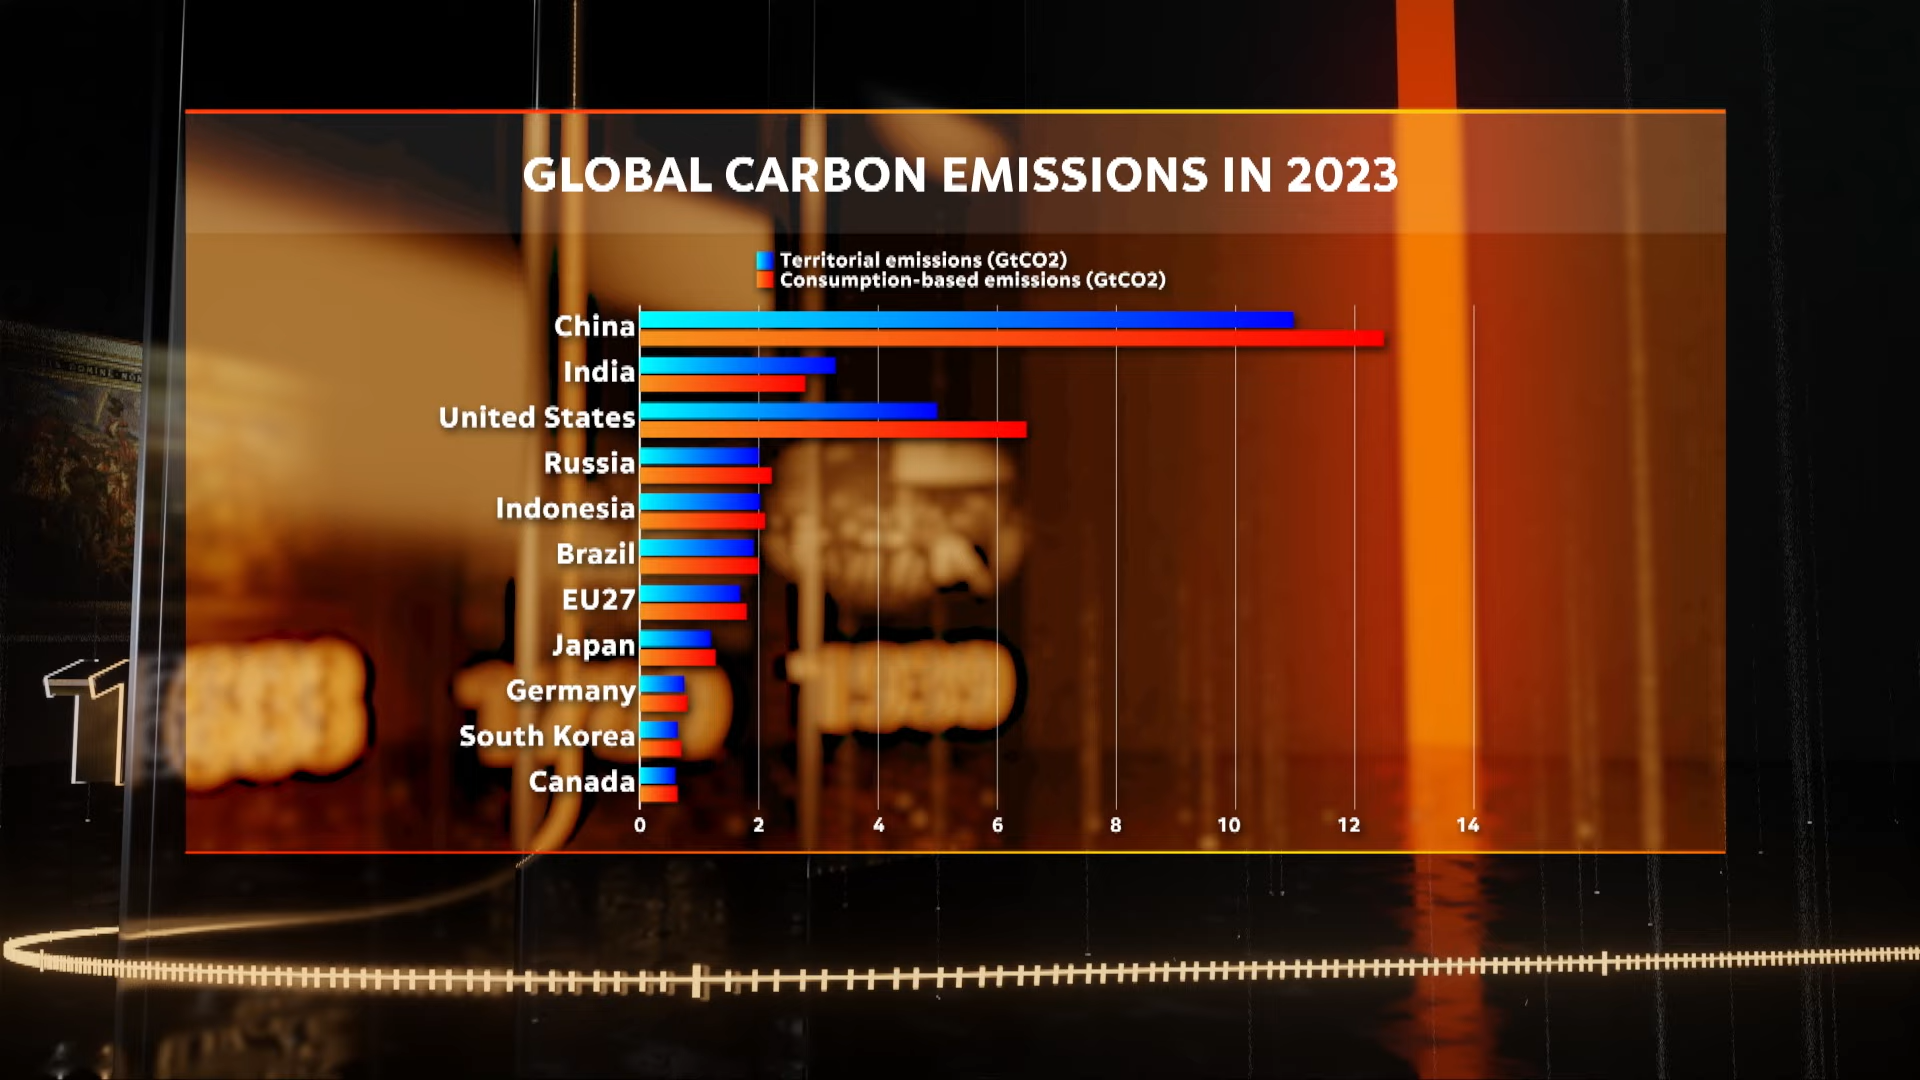 GLOBAL CARBON EMISSIONS IN 2023
Territorial emissions (GtCO2)
Consumption-based emissions (GtCO2)
China
India
United States
Russia
Indonesia
Brazil
EU27
Japan
Germany
South Korea
Canada
0 2 4 6 8 10 12 14